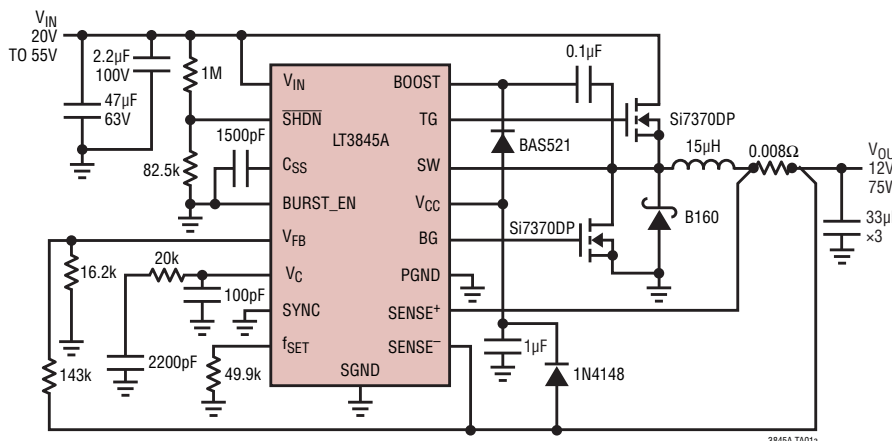 VIN
20V
TO 55V
2.2µF
100V
47µF
63V
1M
82.5k
1500pF
VIN
SHDN
CSS
BURST_EN
VFB
VC
SYNC
fSET
LT3845A
SGND
BOOST
TG
SW
VCC
BG
PGND
SENSE+
SENSE–
0.1µF
BAS521
Si7370DP
Si7370DP
15µH
0.008Ω
B160
VOU
12V
75W
33µ
×3
16.2k
20k
100pF
2200pF
143k
49.9k
1µF
1N4148
3845A TA01a